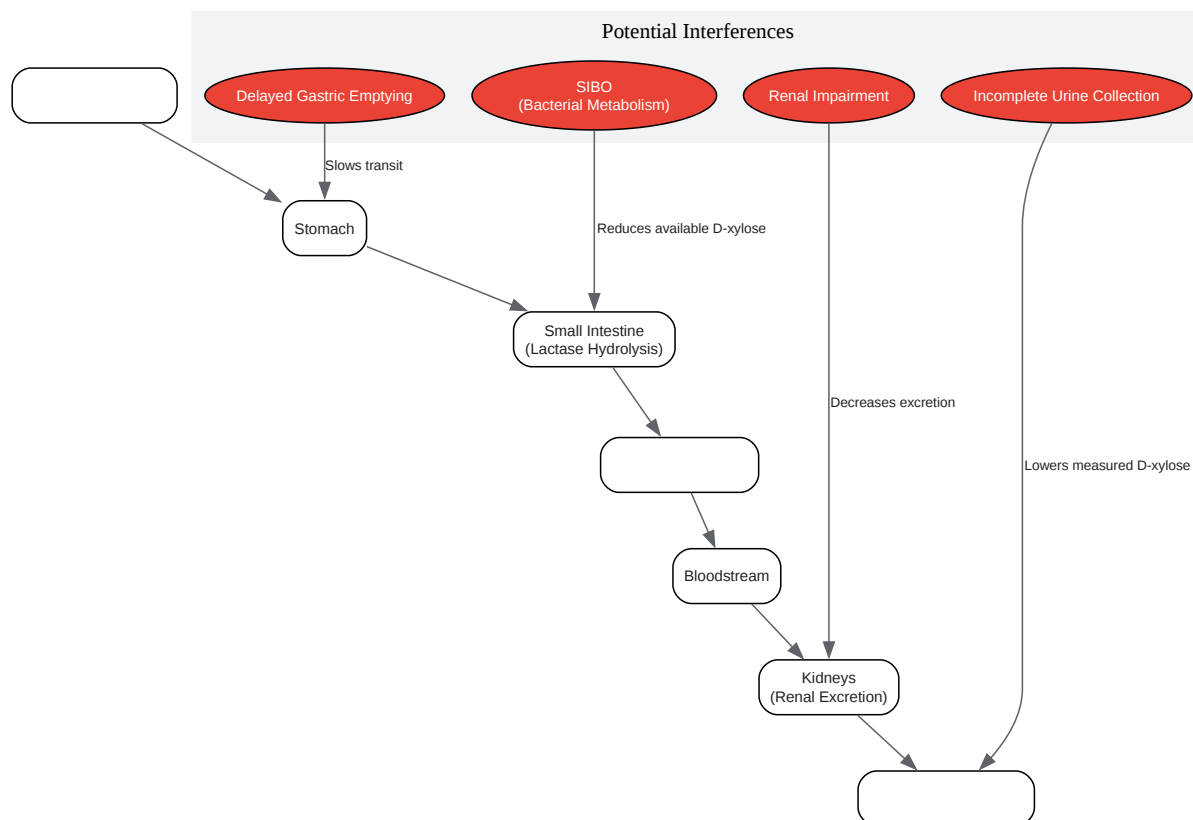 Potential Interferences
Delayed Gastric Emptying
SIBO
(Bacterial Metabolism)
Renal Impairment
Incomplete Urine Collection
Slows transit
Stomach
Reduces available D-xylose
Small Intestine
(Lactase Hydrolysis)
Decreases excretion
Lowers measured D-xylose
Bloodstream
Kidneys
(Renal Excretion)